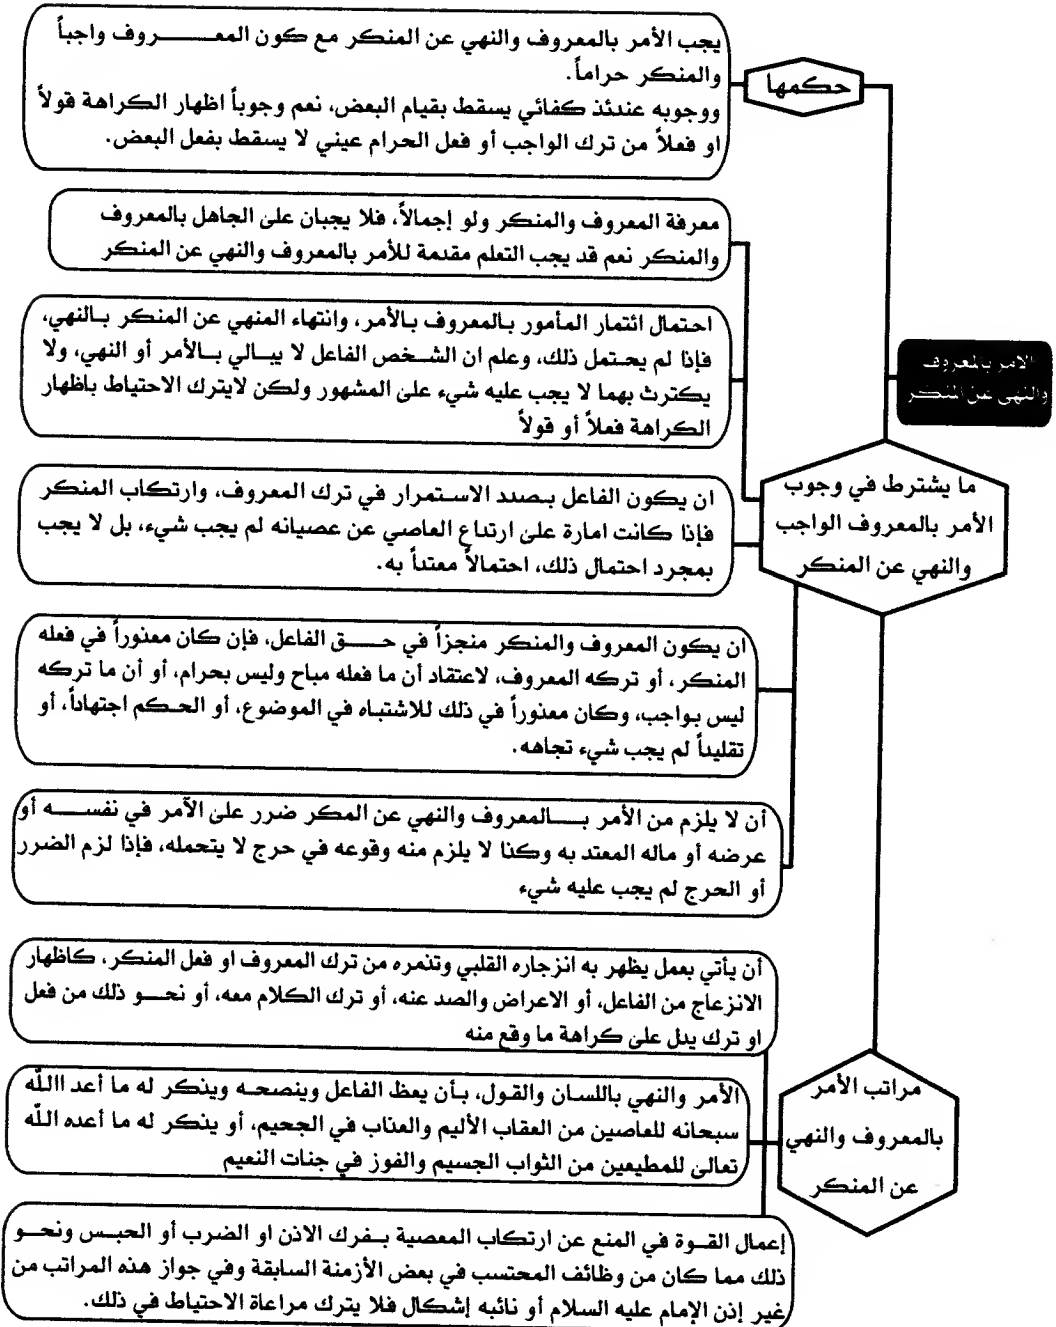 الامر بالمعروف
والنهي عن المنكر
حكمها
يجب الأمر بالمعروف والنهي عن المنكر مع كون المعروف واجباً
والمنكر حراماً.
ووجوبه عندئذ كفائي يسقط بقيام البعض، نعم وجوباً اظهار الكراهة قولاً
او فعلاً من ترك الواجب أو فعل الحرام عيني لا يسقط بفعل البعض.
ما يشترط في وجوب
الأمر بالمعروف الواجب
والنهي عن المنكر
معرفة المعروف والمنكر ولو إجمالاً، فلا يجبان على الجاهل بالمعروف
والمنكر نعم قد يجب التعلم مقدمة للأمر بالمعروف والنهي عن المنكر
احتمال ائتمار المأمور بالمعروف بالأمر، وانتهاء المنهي عن المنكر بالنهي،
فإذا لم يحتمل ذلك، وعلم ان الشخص الفاعل لا يبالي بالأمر أو النهي، ولا
يكترث بهما لا يجب عليه شيء على المشهور ولكن لايترك الاحتياط باظهار
الكراهة فعلاً أو قولاً
ان يكون الفاعل بصدد الاستمرار في ترك المعروف، وارتكاب المنكر
فإذا كانت امارة على ارتداع العاصي عن عصيانه لم يجب شيء، بل لا يجب
بمجرد احتمال ذلك، احتمالاً معتداً به.
ان يكون المعروف والمنكر منجزاً في حق الفاعل، فإن كان معذوراً في فعله
المنكر، أو تركه المعروف، لاعتقاد أن ما فعله مباح وليس بحرام، أو أن ما تركه
ليس بواجب، وكان معذوراً في ذلك للاشتباه في الموضوع، أو الحكم اجتهاداً، أو
تقليداً لم يجب شيء تجاهه.
أن لا يلزم من الأمر بالمعروف والنهي عن المكر ضرر على الآمر في نفسه أو
عرضه أو ماله المعتد به وكذا لا يلزم منه وقوعه في حرج لا يتحمله، فإذا لزم الضرر
أو الحرج لم يجب عليه شيء
مراتب الأمر
بالمعروف والنهي
عن المنكر
أن يأتي بعمل يظهر به انزجاره القلبي وتذمره من ترك المعروف او فعل المنكر، كاظهار
الانزعاج من الفاعل، أو الاعراض والصد عنه، أو ترك الكلام معه، أو نحو ذلك من فعل
او ترك يدل على كراهة ما وقع منه
الأمر والنهي باللسان والقول، بأن يعظ الفاعل وينصحه ويذكر له ما أعد االلّه
سبحانه للعاصين من العقاب الأليم والعذاب في الجحيم، أو يذكر له ما أعده اللّه
تعالى للمطيعين من الثواب الجسيم والفوز في جنات النعيم
إعمال القوة في المنع عن ارتكاب المعصية بفرك الاذن او الضرب أو الحبس ونحو
ذلك مما كان من وظائف المحتسب في بعض الأزمنة السابقة وفي جواز هذه المراتب من
غير إذن الإمام عليه السلام أو نائبه إشكال فلا يترك مراعاة الاحتياط في ذلك.